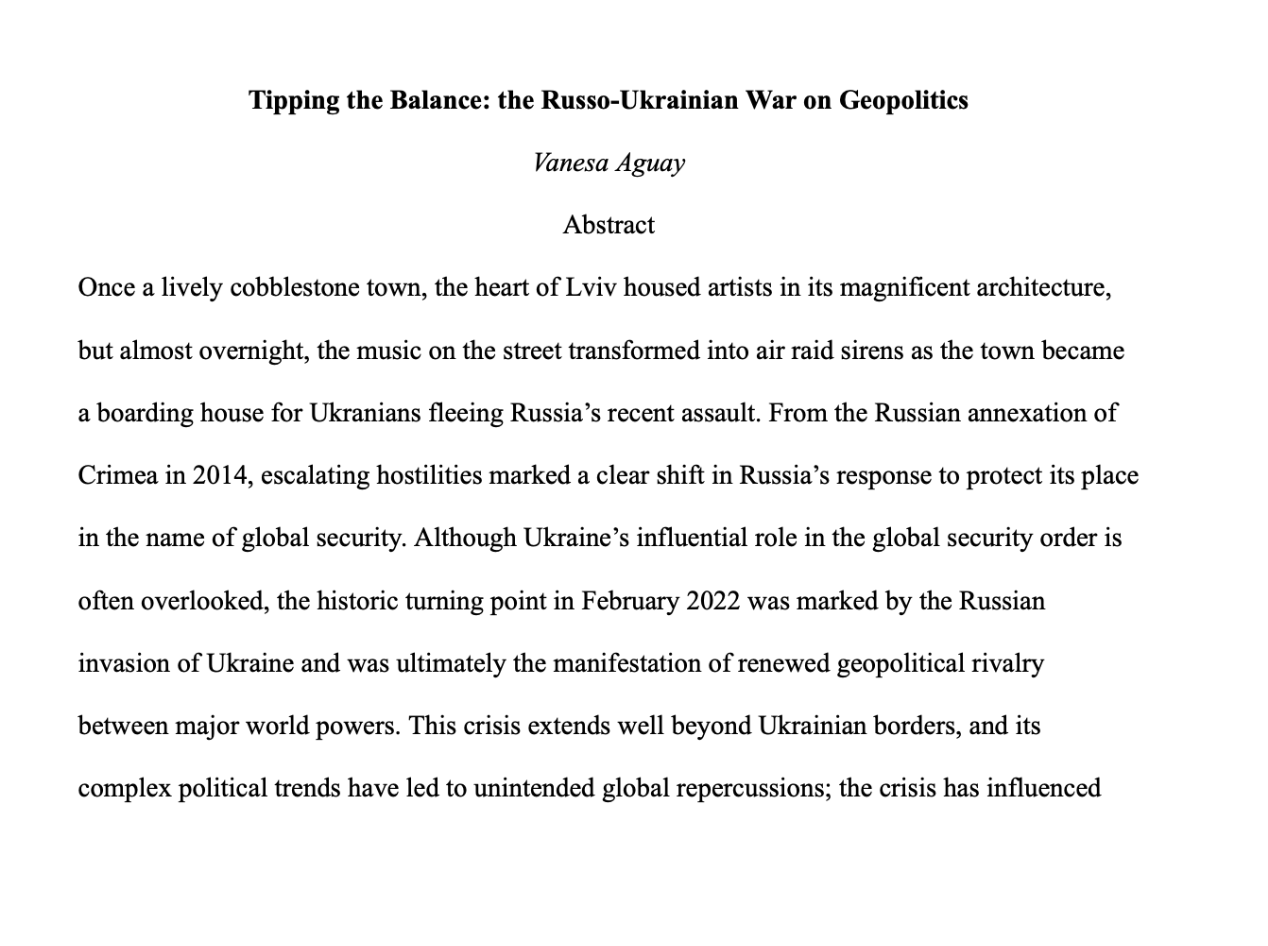 Tipping the Balance: the Russo-Ukrainian War on Geopolitics
Vanesa Aguay
Abstract
Once a lively cobblestone town, the heart of Lviv housed artists in its magnificent architecture,
but almost overnight, the music on the street transformed into air raid sirens as the town became
a boarding house for Ukranians fleeing Russia’s recent assault. From the Russian annexation of
Crimea in 2014, escalating hostilities marked a clear shift in Russia’s response to protect its place
in the name of global security. Although Ukraine’s influential role in the global security order is
often overlooked, the historic turning point in February 2022 was marked by the Russian
invasion of Ukraine and was ultimately the manifestation of renewed geopolitical rivalry
between major world powers. This crisis extends well beyond Ukrainian borders, and its
complex political trends have led to unintended global repercussions; the crisis has influenced